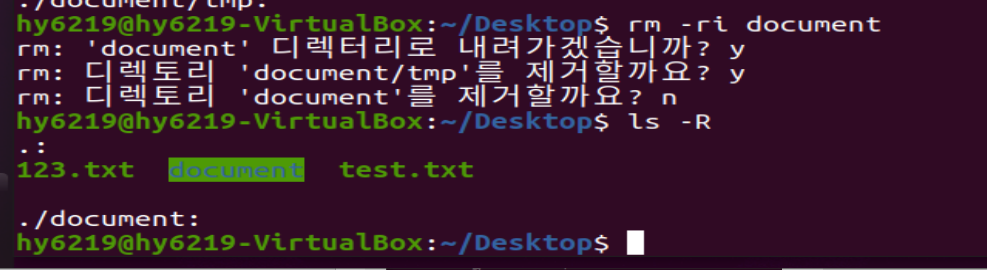 ./document/tmp:
hy6219@hy6219-VirtualBox:~/Desktop$ rm -ri document
rm: 'document' 디렉터리로 내려가겠습니까? y
rm: 디렉토리 'document/tmp'를 제거할까요? y
rm: 디렉토리 'document'를 제거할까요? n
hy6219@hy6219-VirtualBox:~/Desktop$ ls -R
.:
123.txt document test.txt
./document:
hy6219@hy6219-VirtualBox:~/Desktop$